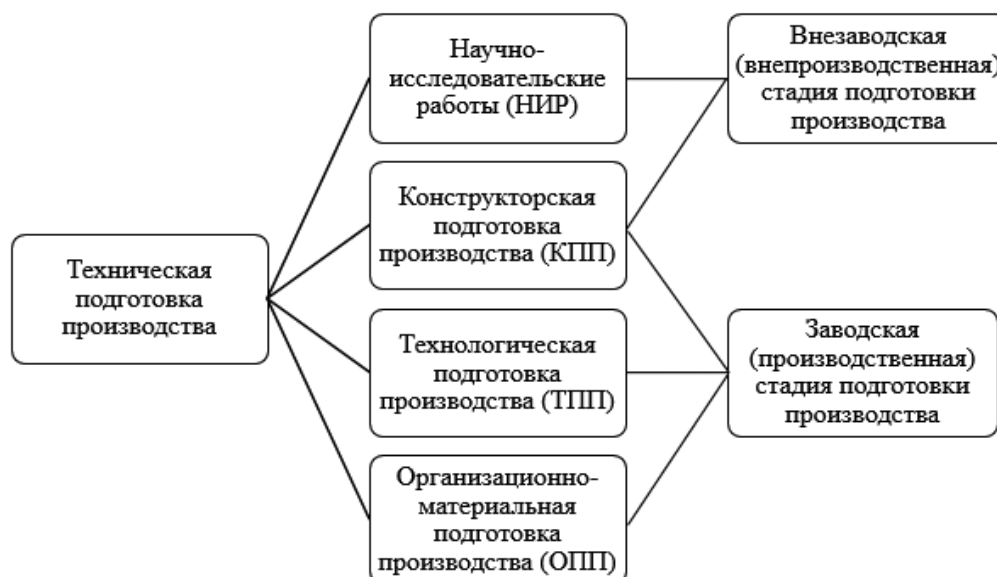 Техническая
подготовка
производства
Научно-
исследовательские
работы (НИР)
Конструкторская
подготовка
производства (КПП)
Технологическая
подготовка
производства (ТПП)
Организационно-
материальная
подготовка
производства (ОПП)
Внезаводская
(внепроизводственная)
стадия подготовки
производства
Заводская
(производственная)
стадия подготовки
производства